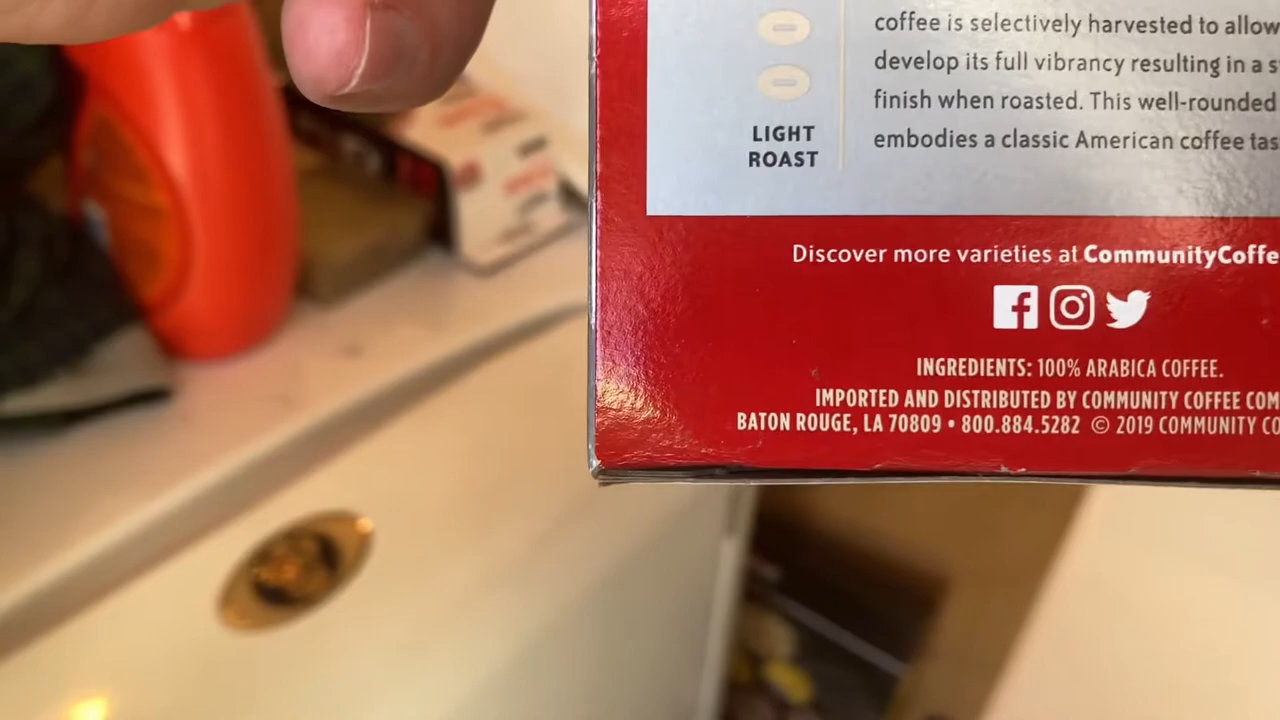 coffee is selectively harvested to allow
develop its full vibrancy resulting in a
finish when roasted. This well-rounded
embodies a classic American coffee
LIGHT
ROAST
Discover more varieties at CommunityCoffe
INGREDIENTS: 100% ARABICA COFFEE.
IMPORTED AND DISTRIBUTED BY COMMUNITY COFFEE COM
BATON ROUGE, LA 70809 • 800.884.5282 © 2019 COMMUNITY CO